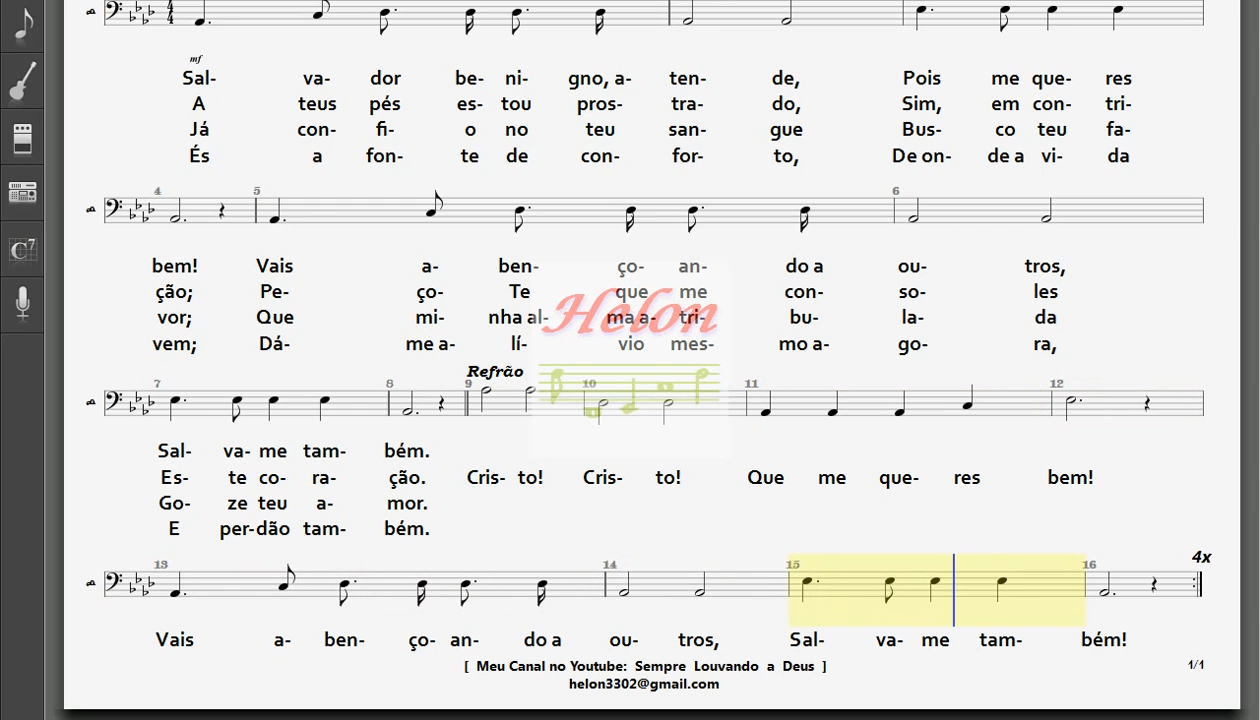 mf
Sal- va- dor be- ni- gno, a- ten- de, Pois me que- res
A teus pés es- tou pros- tra- do, Sim, em con- tri-
Já con- fi- o no teu san- gue Bus- co teu fa-
És a fon- te de con- for- to, De on- de a vi- da
4 5 6
bem! Vais a- ben- ço- an- do a ou- tros,
ção; Pe- ço- Te que me con- so- les
vor; Que mi- nha al- ma a- tri- bu- la- da
vem; Dá- me a- lí- vio mes- mo a- go- ra,
Helon
Refrão
7 8 9 10 11 12
Sal- va- me tam- bém.
Es- te co- ra- ção. Cris- to! Cris- to! Que me que- res bem!
Go- ze teu a- mor.
E per- dão tam- bém.
4x
13 14 15 16
Vais a- ben- ço- an- do a ou- tros, Sal- va- me tam- bém!
[ Meu Canal no Youtube: Sempre Louvando a Deus ]
1/1
helon3302@gmail.com
C7